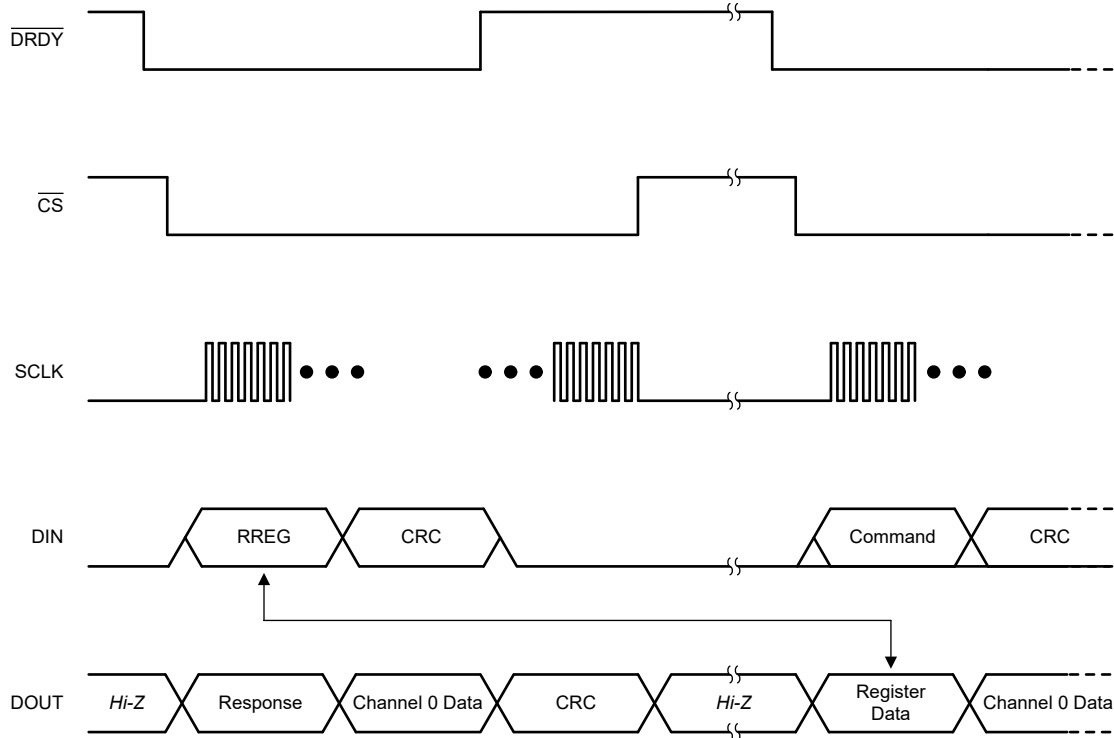 DRDY
CS
SCLK
DIN
RREG
CRC
Command
CRC
DOUT
Hi-Z
Response
Channel 0 Data
CRC
Hi-Z
Register
Data
Channel 0 Data